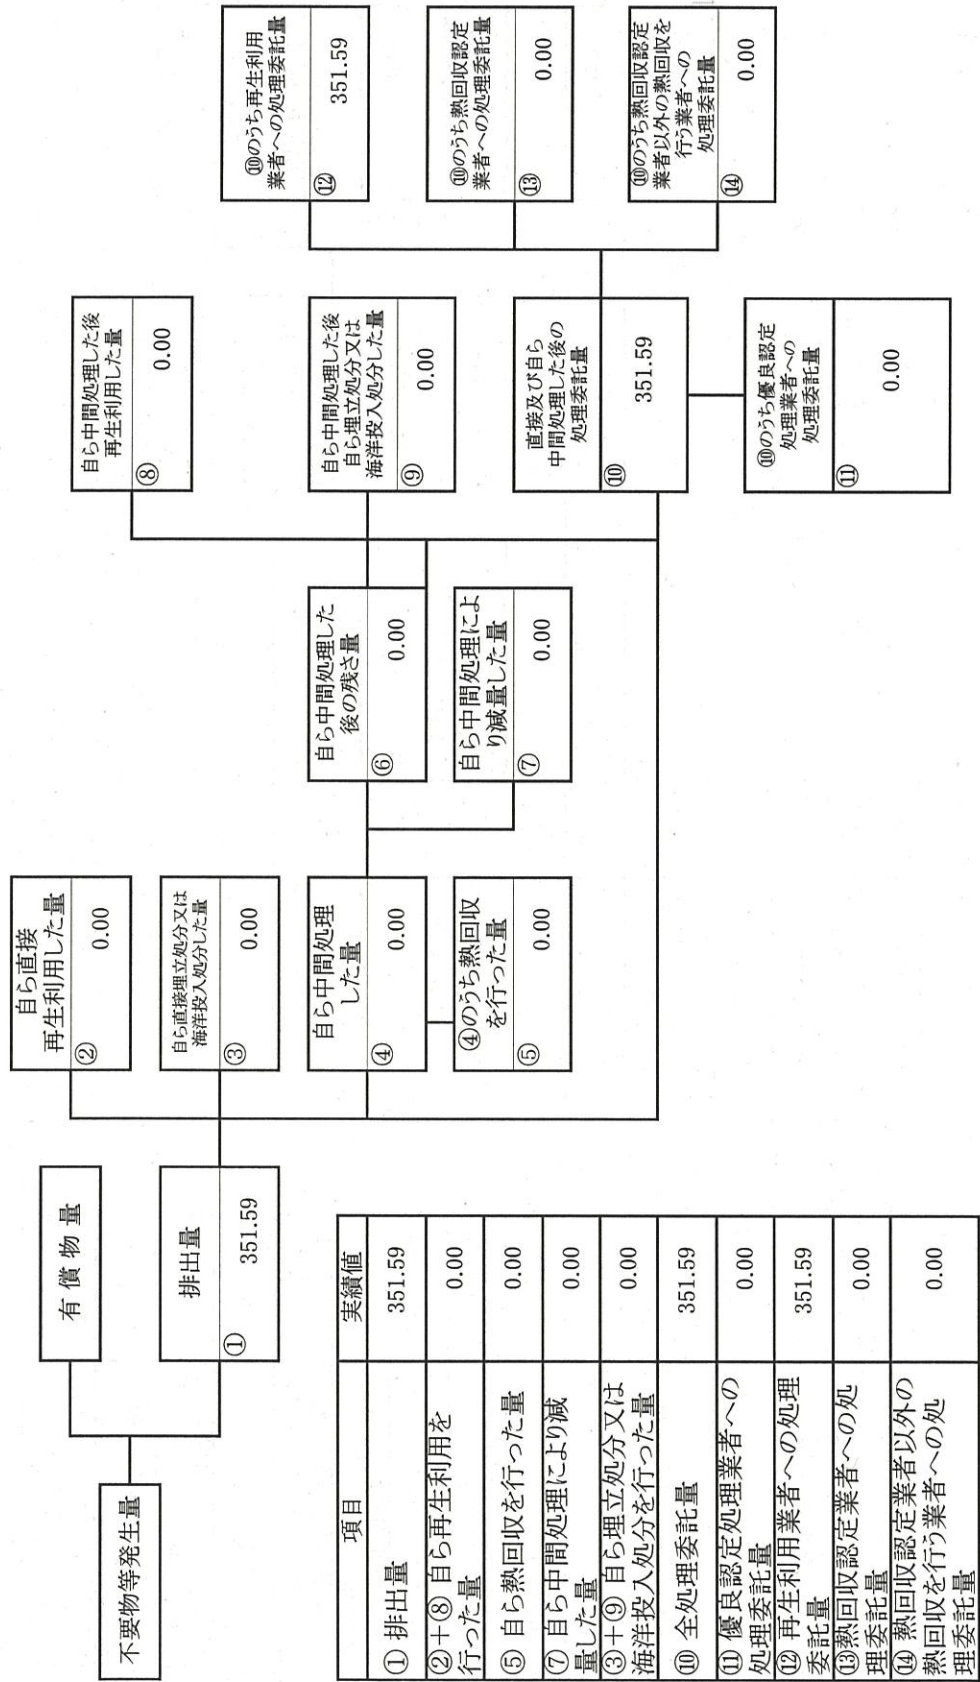 不要物等発生量
有償物量
排出量
①
351.59
自ら直接
再生利用した量
②
0.00
自ら直接埋立処分又は
海洋投入処分した量
③
0.00
自ら中間処理
した量
④
0.00
④のうち熱回収
を行った量
⑤
0.00
自ら中間処理した
後の残さ量
⑥
0.00
自ら中間処理によ
り減量した量
⑦
0.00
自ら中間処理した後
再生利用した量
⑧
0.00
自ら中間処理した後
自ら埋立処分又は
海洋投入処分した量
⑨
0.00
直接及び自ら
中間処理した後の
処理委託量
⑩
351.59
⑩のうち優良認定
処理業者への
処理委託量
⑪
0.00
⑩のうち再生利用
業者への処理委託量
⑫
351.59
⑩のうち熱回収認定
業者への処理委託量
⑬
0.00
⑩のうち熱回収認定
業者以外の熱回収を
行う業者への
処理委託量
⑭
0.00
項目 実績値
① 排出量 351.59
②+⑧ 自ら再生利用を
行った量 0.00
⑤ 自ら熱回収を行った量 0.00
⑦ 自ら中間処理により減
量した量 0.00
③+⑨ 自ら埋立処分又は
海洋投入処分を行った量 0.00
⑩ 全処理委託量 351.59
⑪ 優良認定処理業者への
処理委託量 0.00
⑫ 再生利用業者への処理
委託量 351.59
⑬熱回収認定業者への処
理委託量 0.00
⑭ 熱回収認定業者以外の
熱回収を行う業者への処
理委託量 0.00